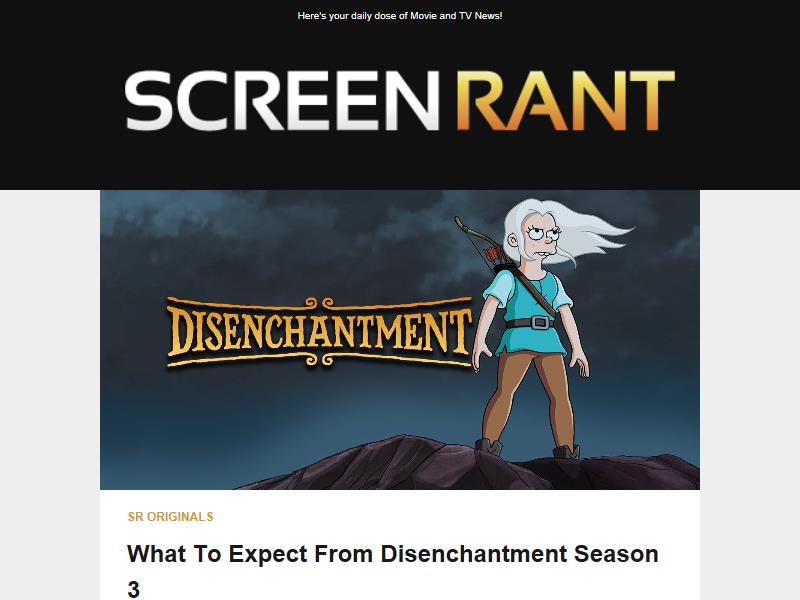 Here's your daily dose of Movie and TV News!
SCREEN RANT
DISENCHANTMENT
SR ORIGINALS
What To Expect From Disenchantment Season
3